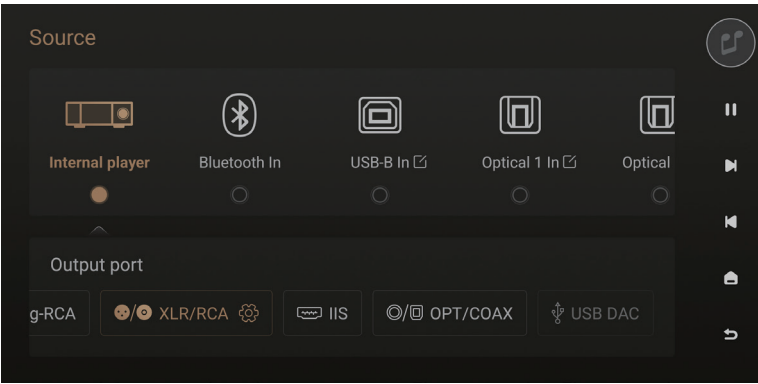 Source
Internal player
Bluetooth In
USB-B In
Optical 1 In
Optical
Output port
g-RCA
XLR/RCA
IIS
OPT/COAX
USB DAC